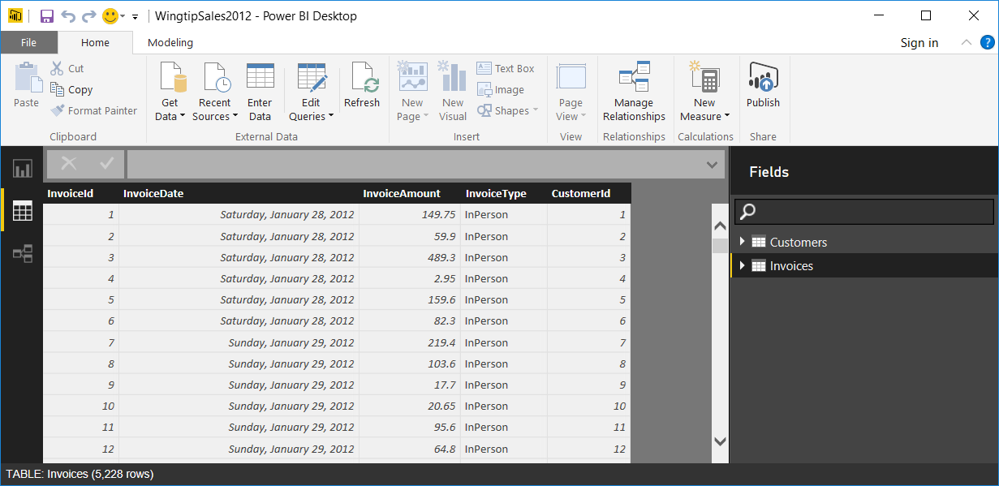 WingtipSales2012 - Power BI Desktop
File Home Modeling Sign in ?
Paste Cut Copy Format Painter
Get Data Recent Sources Enter Data Edit Queries Refresh
New Page New Visual Text Box Image Shapes
Page View Manage Relationships New Measure Publish
Clipboard External Data Insert View Relationships Calculations Share
Fields
Customers
Invoices
InvoiceId InvoiceDate InvoiceAmount InvoiceType CustomerId
1 Saturday, January 28, 2012 149.75 InPerson 1
2 Saturday, January 28, 2012 59.9 InPerson 2
3 Saturday, January 28, 2012 489.3 InPerson 3
4 Saturday, January 28, 2012 2.95 InPerson 4
5 Saturday, January 28, 2012 159.6 InPerson 5
6 Saturday, January 28, 2012 82.3 InPerson 6
7 Sunday, January 29, 2012 219.4 InPerson 7
8 Sunday, January 29, 2012 103.6 InPerson 8
9 Sunday, January 29, 2012 17.7 InPerson 9
10 Sunday, January 29, 2012 20.65 InPerson 10
11 Sunday, January 29, 2012 95.6 InPerson 11
12 Sunday, January 29, 2012 64.8 InPerson 12
TABLE: Invoices (5,228 rows)